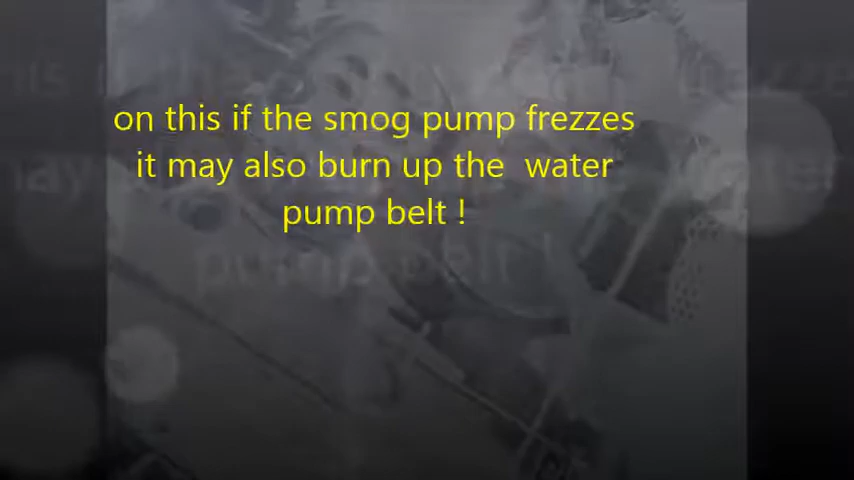 on this if the smog pump frezzes
it may also burn up the  water
pump belt !